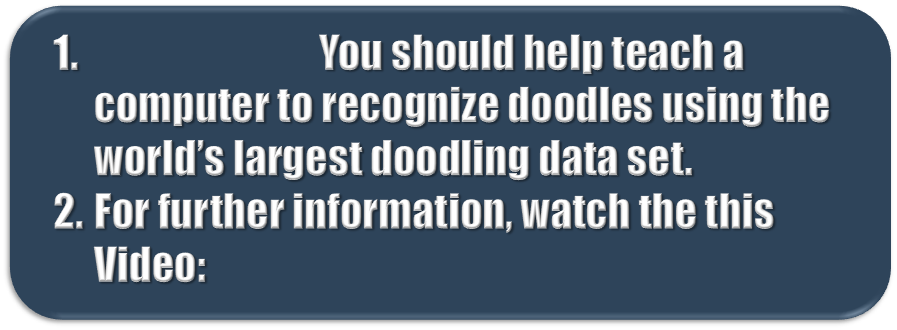 1. You should help teach a
computer to recognize doodles using the
world’s largest doodling data set.
2. For further information, watch the this
Video: